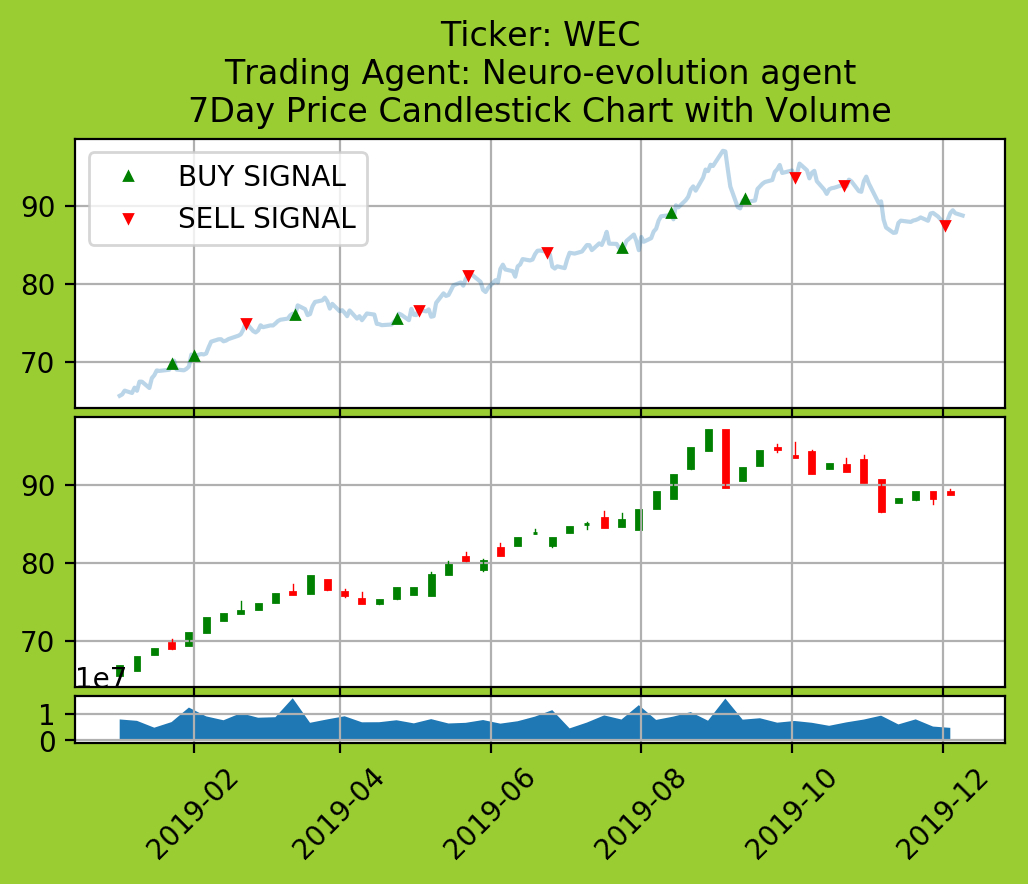 Ticker: WEC
Trading Agent: Neuro-evolution agent
7Day Price Candlestick Chart with Volume
BUY SIGNAL
SELL SIGNAL
90
80
70
90
80
70
1e7
1
0
2019-02
2019-04
2019-06
2019-08
2019-10
2019-12